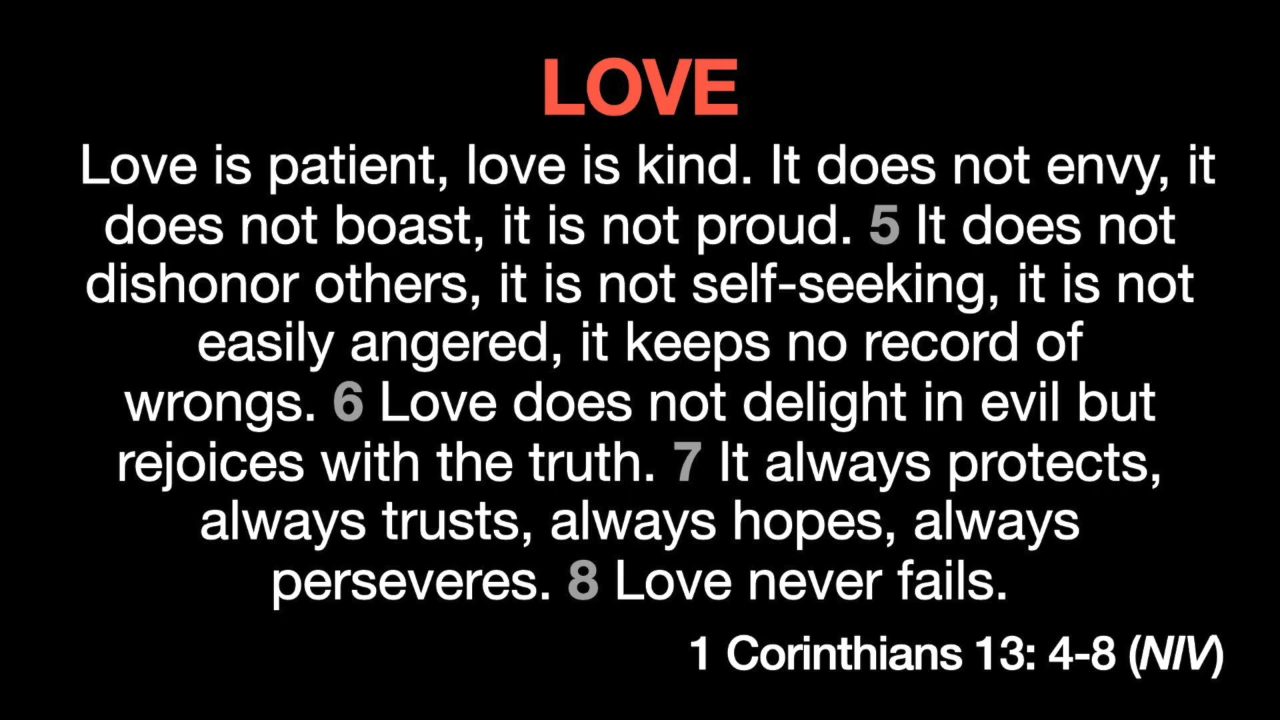 LOVE
Love is patient, love is kind. It does not envy, it
does not boast, it is not proud. 5 It does not
dishonor others, it is not self-seeking, it is not
easily angered, it keeps no record of
wrongs. 6 Love does not delight in evil but
rejoices with the truth. 7 It always protects,
always trusts, always hopes, always
perseveres. 8 Love never fails.
1 Corinthians 13: 4-8 (NIV)